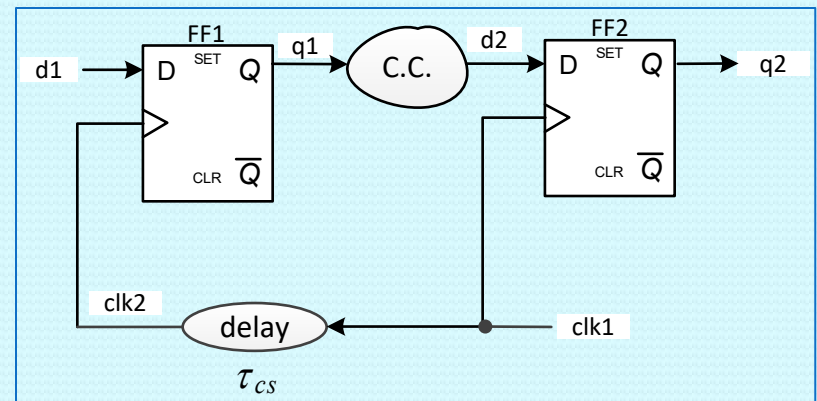 FF1
FF2
d1
D
SET
Q
q1
C.C.
d2
D
SET
Q
q2
CLR
Q̅
CLR
Q̅
clk2
delay
clk1
τcs